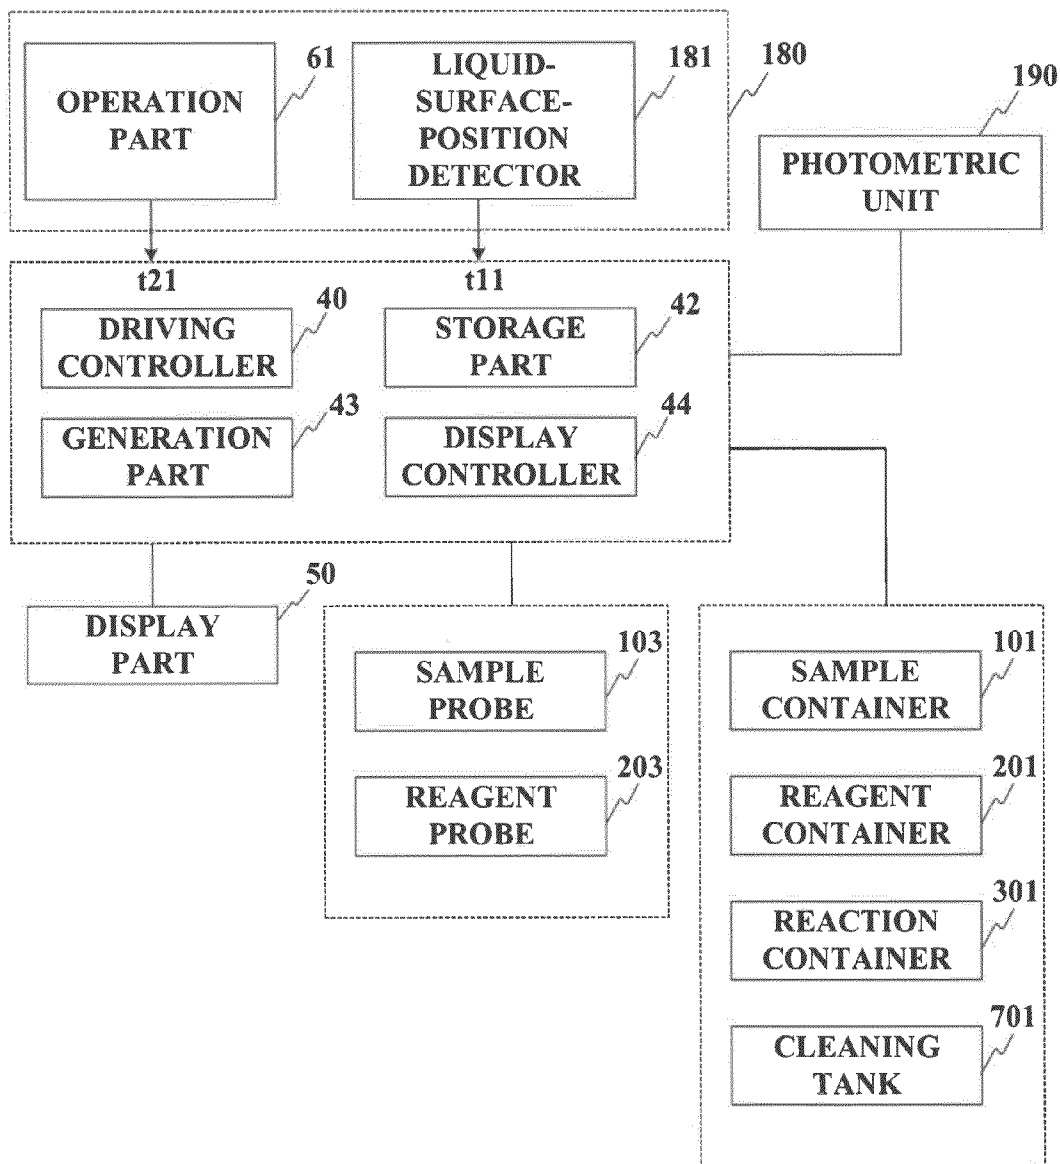 OPERATION
PART
61
LIQUID-
SURFACE-
POSITION
DETECTOR
181
180
190
PHOTOMETRIC
UNIT
t21
t11
DRIVING
CONTROLLER
40
STORAGE
PART
42
GENERATION
PART
43
DISPLAY
CONTROLLER
44
DISPLAY
PART
50
SAMPLE
PROBE
103
REAGENT
PROBE
203
SAMPLE
CONTAINER
101
REAGENT
CONTAINER
201
REACTION
CONTAINER
301
CLEANING
TANK
701